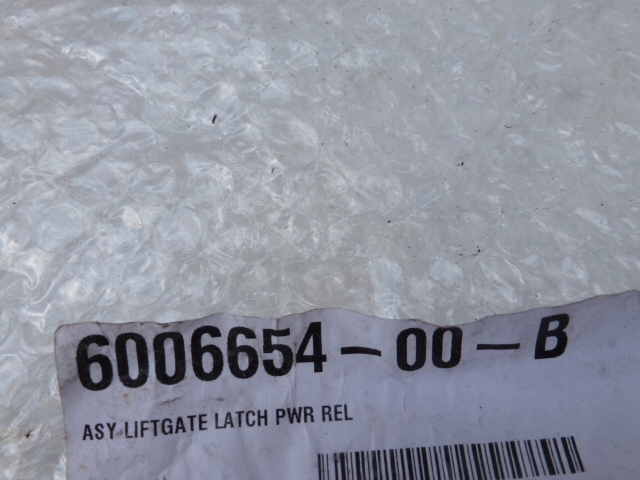 6006654-00-B
ASY LIFTGATE LATCH PWR REL